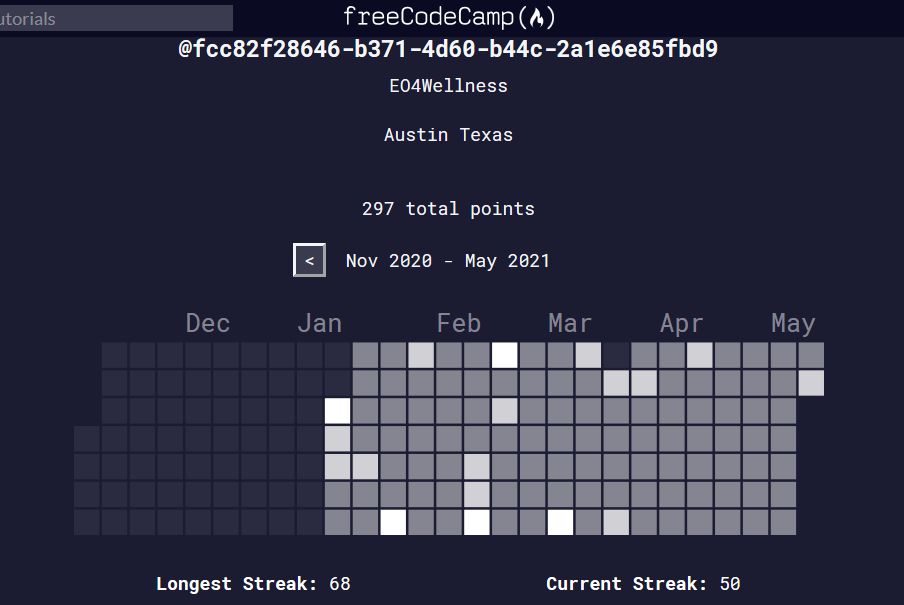 utorials
freeCodeCamp(🔥)
@fcc82f28646-b371-4d60-b44c-2a1e6e85fbd9
EO4Wellness
Austin Texas
297 total points
< Nov 2020 - May 2021
Dec Jan Feb Mar Apr May
Longest Streak: 68 Current Streak: 50